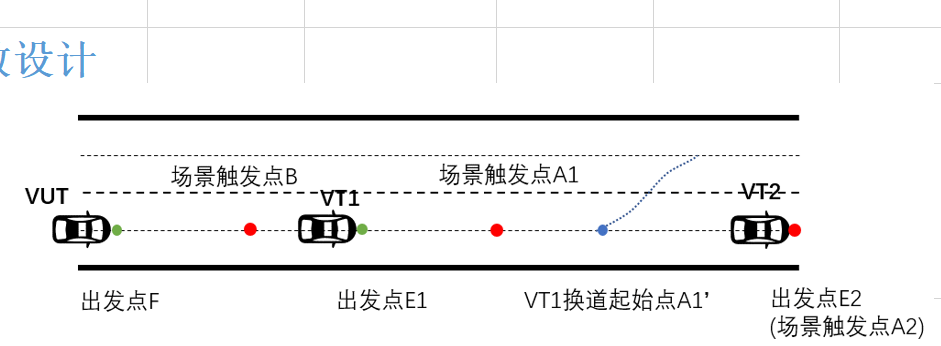 设计
场景触发点B
场景触发点A1
VUT
VT1
VT2
出发点F
出发点E1
VT1换道起始点A1’
出发点E2
(场景触发点A2)